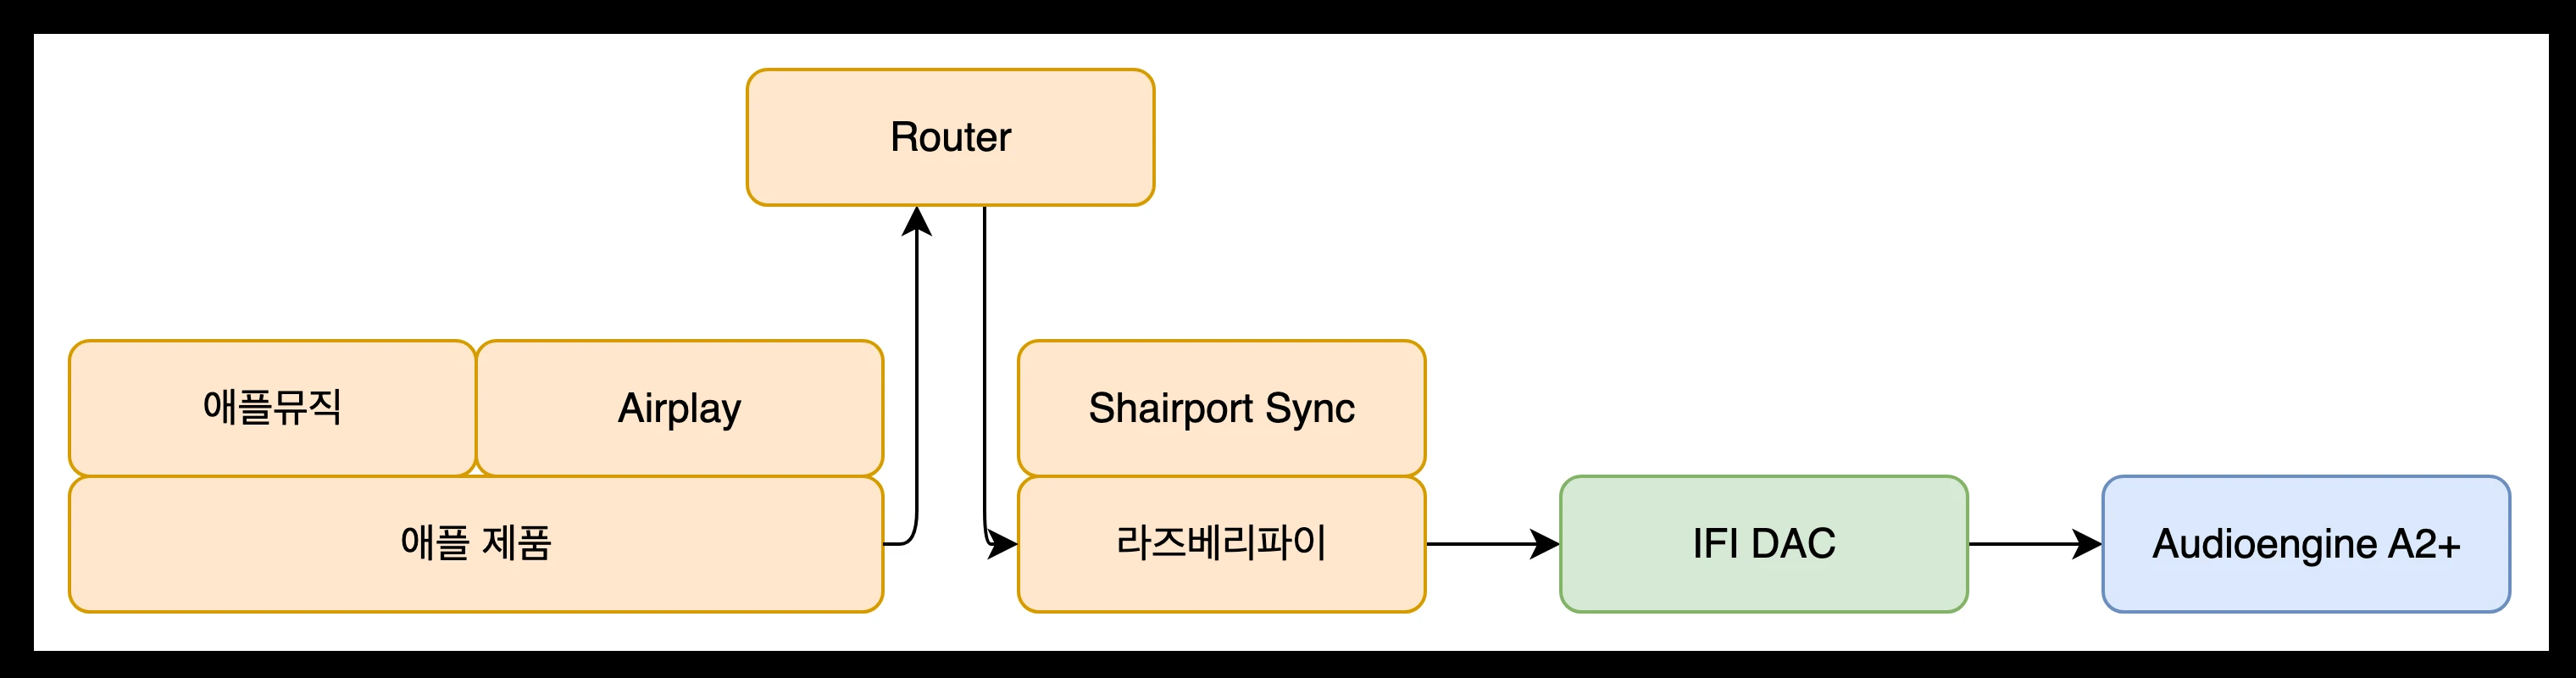 Router
애플뮤직
Airplay
Shairport Sync
애플 제품
라즈베리파이
IFI DAC
Audioengine A2+